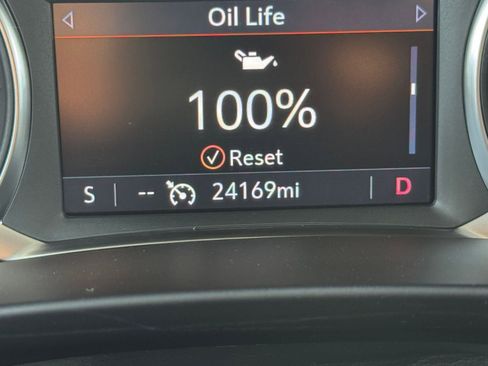 Oil Life
100%
Reset
S -- 24169mi D